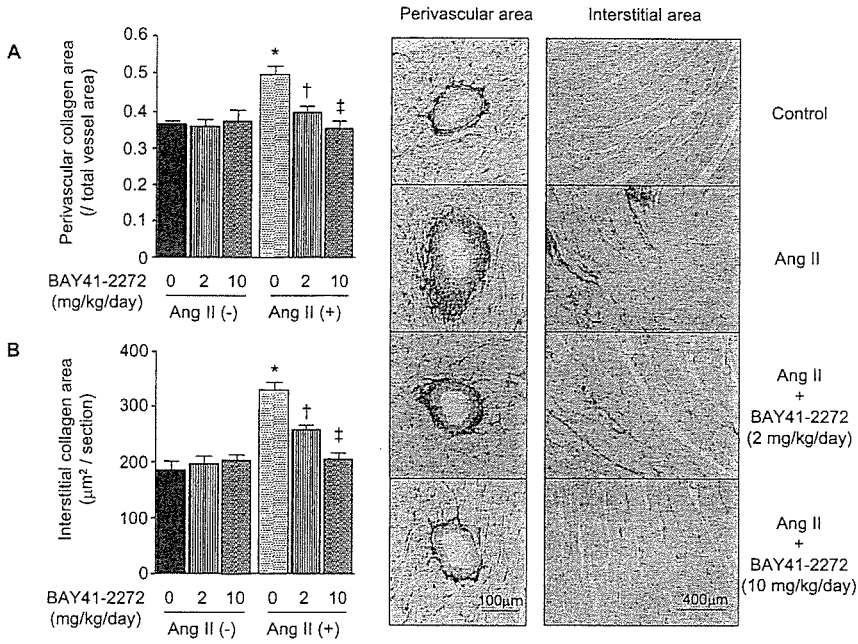 Perivascular area
Interstitial area
A
Perivascular collagen area
(/ total vessel area)
0.6
0.5
0.4
0.3
0.2
0.1
0
*
†
‡
BAY41-2272
(mg/kg/day)
0 2 10 0 2 10
Ang II (-) Ang II (+)
B
Interstitial collagen area
(µm² / section)
400
300
200
100
0
*
†
‡
BAY41-2272
(mg/kg/day)
0 2 10 0 2 10
Ang II (-) Ang II (+)
Control
Ang II
Ang II
+
BAY41-2272
(2 mg/kg/day)
Ang II
+
BAY41-2272
(10 mg/kg/day)
100µm
400µm